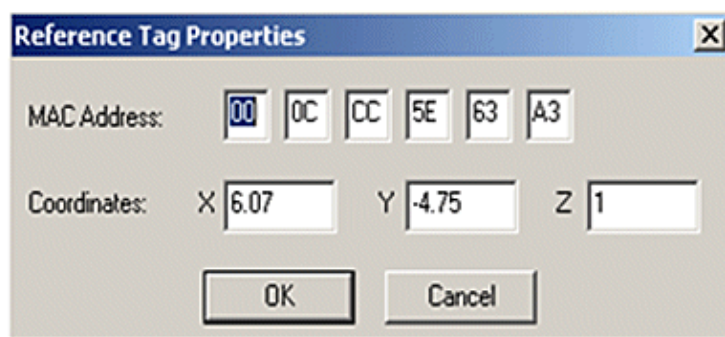 Reference Tag Properties
MAC Address: 00 0C CC 5E 63 A3
Coordinates: X 6.07 Y -4.75 Z 1
OK Cancel